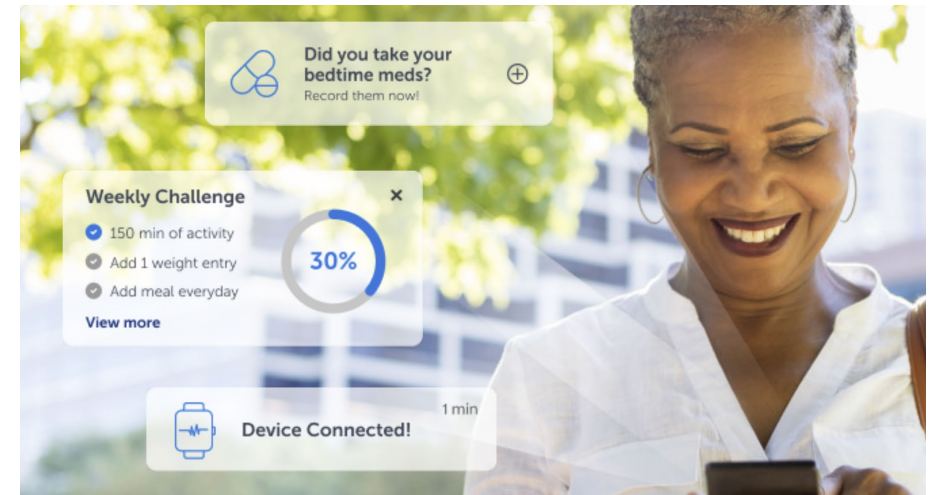 Did you take your
bedtime meds?
Record them now!
Weekly Challenge
150 min of activity
Add 1 weight entry
Add meal everyday
View more
30%
1 min
Device Connected!